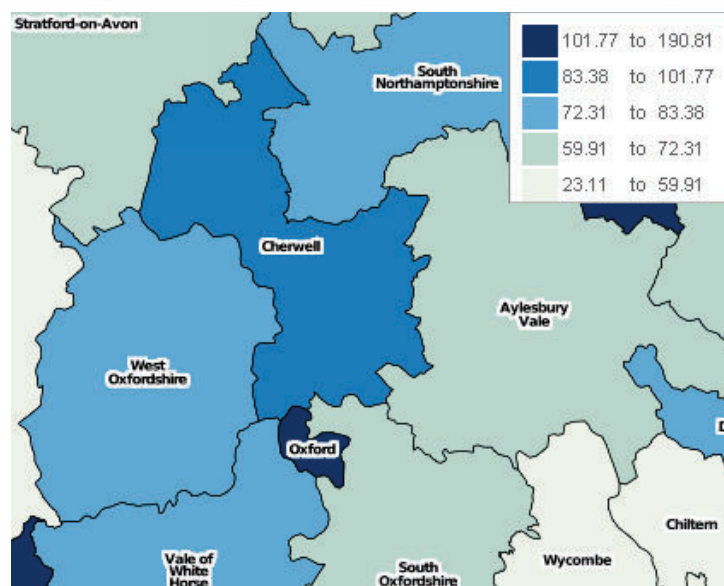 Stratford-on-Avon
101.77 to 190.81
83.38 to 101.77
72.31 to 83.38
59.91 to 72.31
23.11 to 59.91
South
Northamptonshire
Cherwell
Aylesbury
Vale
West
Oxfordshire
D
Oxford
Chiltern
Vale of
White
Horse
South
Oxfordshire
Wycombe